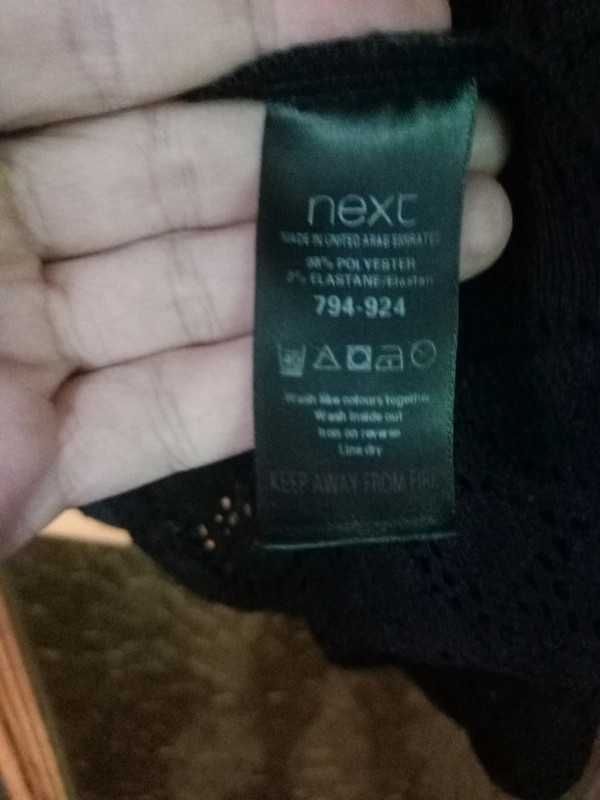 next
MADE IN UNITED ARAB EMIRATES
98% POLYESTER
2% ELASTANE/Elastan
794-924
Wash like colours together
Wash inside out
Iron on reverse
Line dry
KEEP AWAY FROM FIRE